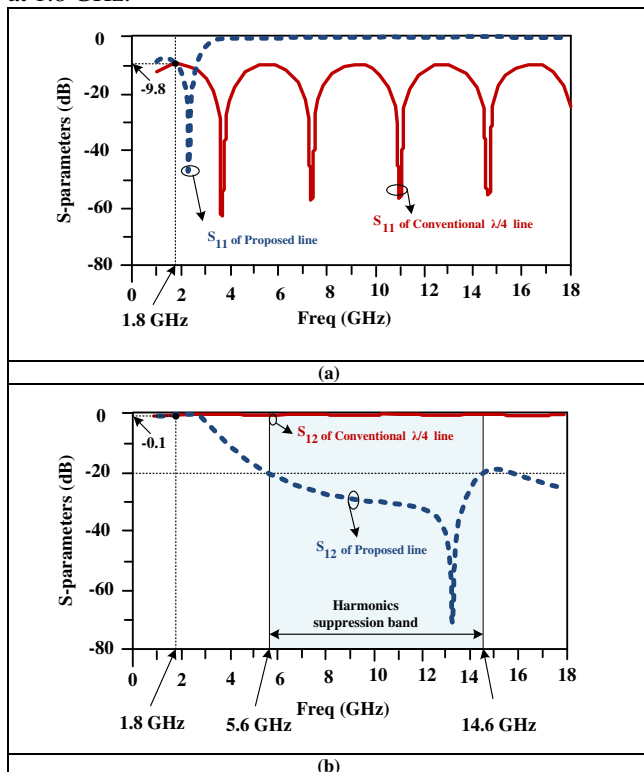 at 1.8 GHz.
0
-9.8
-20
-40
-60
-80
S-parameters (dB)
S11 of Proposed line
S11 of Conventional λ/4 line
0 2 4 6 8 10 12 14 16 18
1.8 GHz
Freq (GHz)
(a)
0
-0.1
-20
-40
-60
-80
S-parameters (dB)
S12 of Conventional λ/4 line
S12 of Proposed line
Harmonics
suppression band
0 2 4 6 8 10 12 14 16 18
1.8 GHz
5.6 GHz
Freq (GHz)
14.6 GHz
(b)